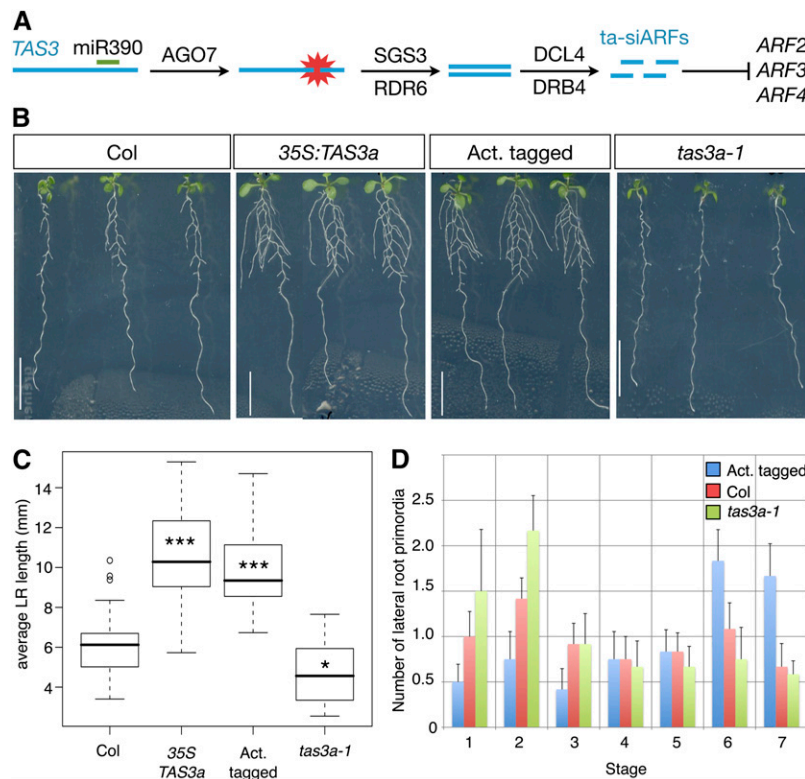 A
TAS3 miR390
AGO7
SGS3
RDR6
DCL4
DRB4
ta-siARFs
ARF2
ARF3
ARF4
B
Col
35S:TAS3a
Act. tagged
tas3a-1
C
average LR length (mm)
14
12
10
8
6
4
***
***
*
Col
35S
TAS3a
Act.
tagged
tas3a-1
D
Number of lateral root primordia
2.5
2.0
1.5
1.0
0.5
0
Act. tagged
Col
tas3a-1
1 2 3 4 5 6 7
Stage